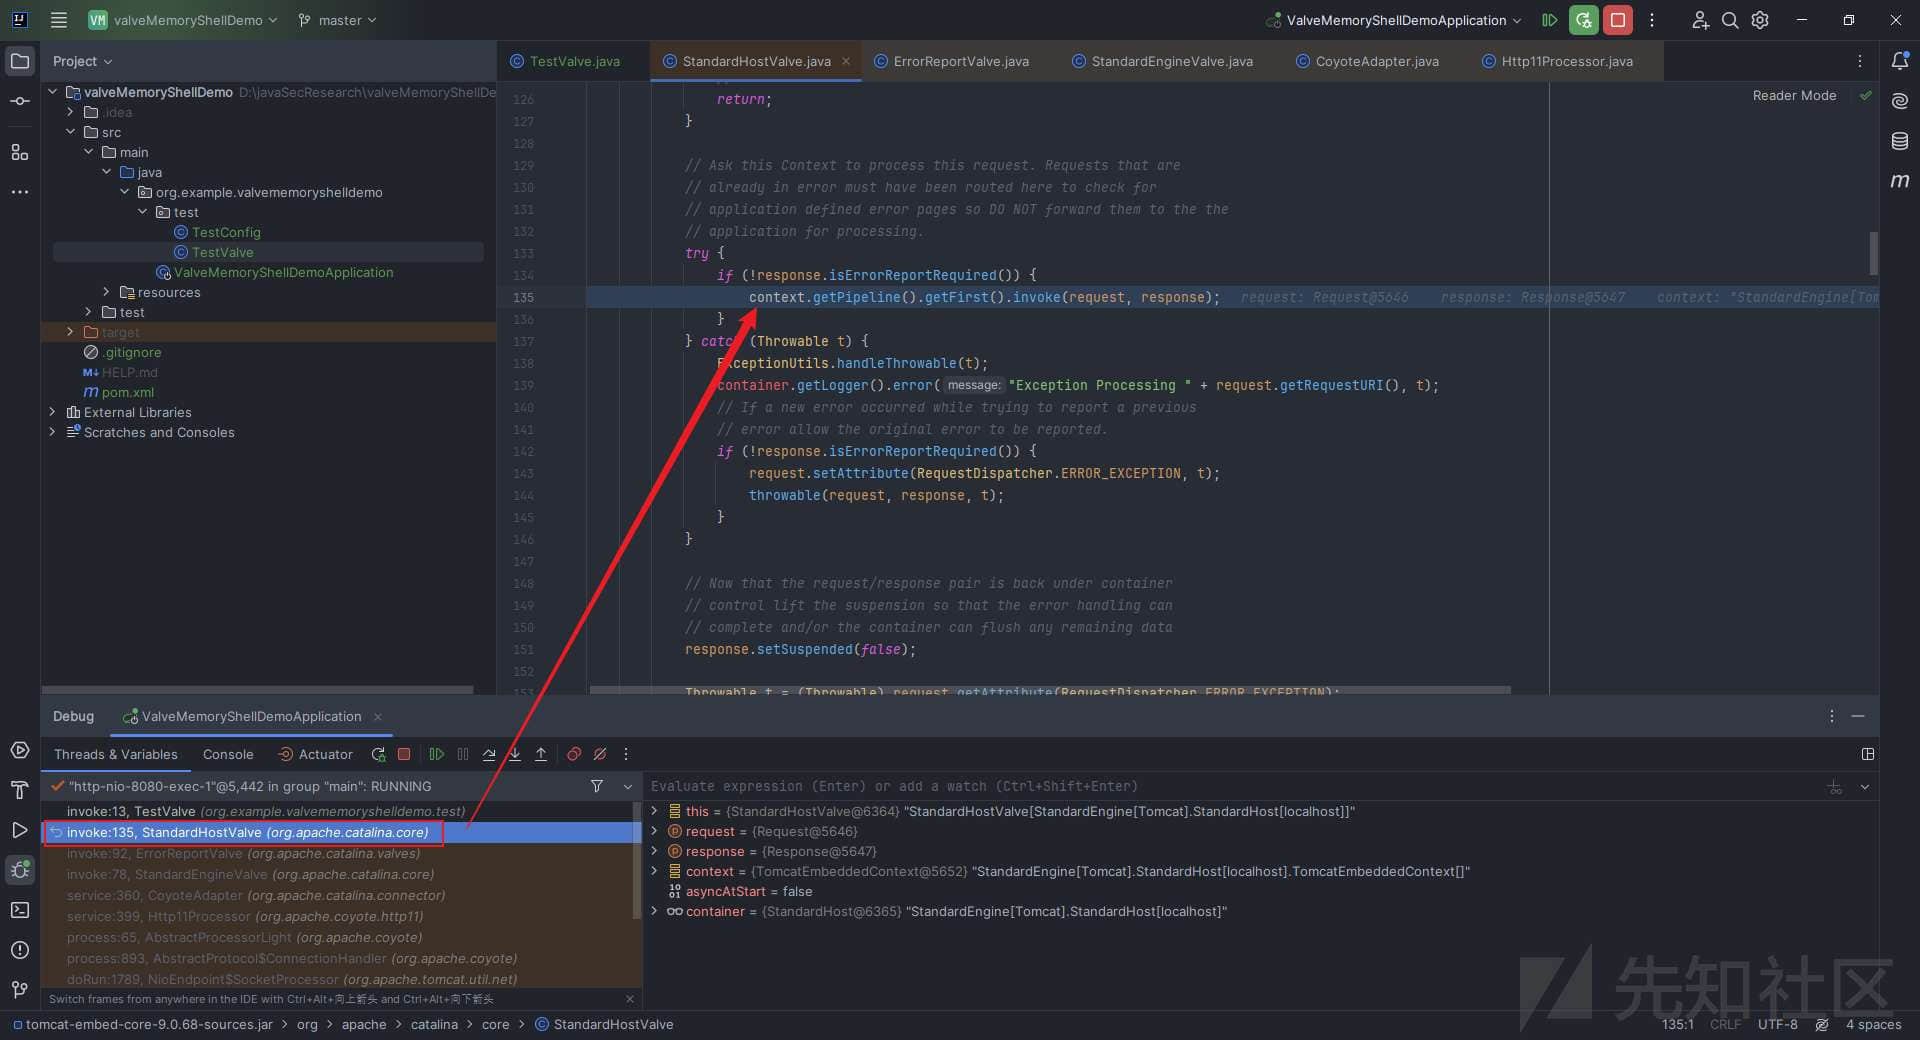 VM valveMemoryShellDemo master ValveMemoryShellDemoApplication
Project
TestValve.java StandardHostValve.java ErrorReportValve.java StandardEngineValve.java CoyoteAdapter.java Http11Processor.java
Reader Mode
valveMemoryShellDemo D:\javaSecResearch\valveMemoryShellDe
.idea
src
main
java
org.example.valvememoryshelldemo
test
TestConfig
TestValve
ValveMemoryShellDemoApplication
resources
test
target
.gitignore
HELP.md
pom.xml
External Libraries
Scratches and Consoles
126 return;
127 }
128
129 // Ask this Context to process this request. Requests that are
130 // already in error must have been routed here to check for
131 // application defined error pages so DO NOT forward them to the the
132 // application for processing.
133 try {
134 if (!response.isErrorReportRequired()) {
135 context.getPipeline().getFirst().invoke(request, response); request: Request@5646 response: Response@5647 context: "StandardEngine[Tom
136 }
137 } catch (Throwable t) {
138 ExceptionUtils.handleThrowable(t);
139 container.getLogger().error( message: "Exception Processing " + request.getRequestURI(), t);
140 // If a new error occurred while trying to report a previous
141 // error allow the original error to be reported.
142 if (!response.isErrorReportRequired()) {
143 request.setAttribute(RequestDispatcher.ERROR_EXCEPTION, t);
144 throwable(request, response, t);
145 }
146 }
147
148 // Now that the request/response pair is back under container
149 // control lift the suspension so that the error handling can
150 // complete and/or the container can flush any remaining data
151 response.setSuspended(false);
152
153 Throwable t = (Throwable) request.getAttribute(RequestDispatcher.ERROR_EXCEPTION);
Debug ValveMemoryShellDemoApplication
Threads & Variables Console Actuator
"http-nio-8080-exec-1"@5,442 in group "main": RUNNING
invoke:13, TestValve (org.example.valvememoryshelldemo.test)
invoke:135, StandardHostValve (org.apache.catalina.core)
invoke:92, ErrorReportValve (org.apache.catalina.valves)
invoke:78, StandardEngineValve (org.apache.catalina.core)
service:360, CoyoteAdapter (org.apache.catalina.connector)
service:399, Http11Processor (org.apache.coyote.http11)
process:65, AbstractProcessorLight (org.apache.coyote)
process:893, AbstractProtocol$ConnectionHandler (org.apache.coyote)
doRun:1789, NioEndpoint$SocketProcessor (org.apache.tomcat.util.net)
Switch frames from anywhere in the IDE with Ctrl+Alt+向上箭头 and Ctrl+Alt+向下箭头
Evaluate expression (Enter) or add a watch (Ctrl+Shift+Enter)
this = {StandardHostValve@6364} "StandardHostValve[StandardEngine[Tomcat].StandardHost[localhost]]"
request = {Request@5646}
response = {Response@5647}
context = {TomcatEmbeddedContext@5652} "StandardEngine[Tomcat].StandardHost[localhost].TomcatEmbeddedContext[]"
asyncAtStart = false
container = {StandardHost@6365} "StandardEngine[Tomcat].StandardHost[localhost]"
先知社区
tomcat-embed-core-9.0.68-sources.jar org apache catalina core StandardHostValve
135:1 CRLF UTF-8 4 spaces